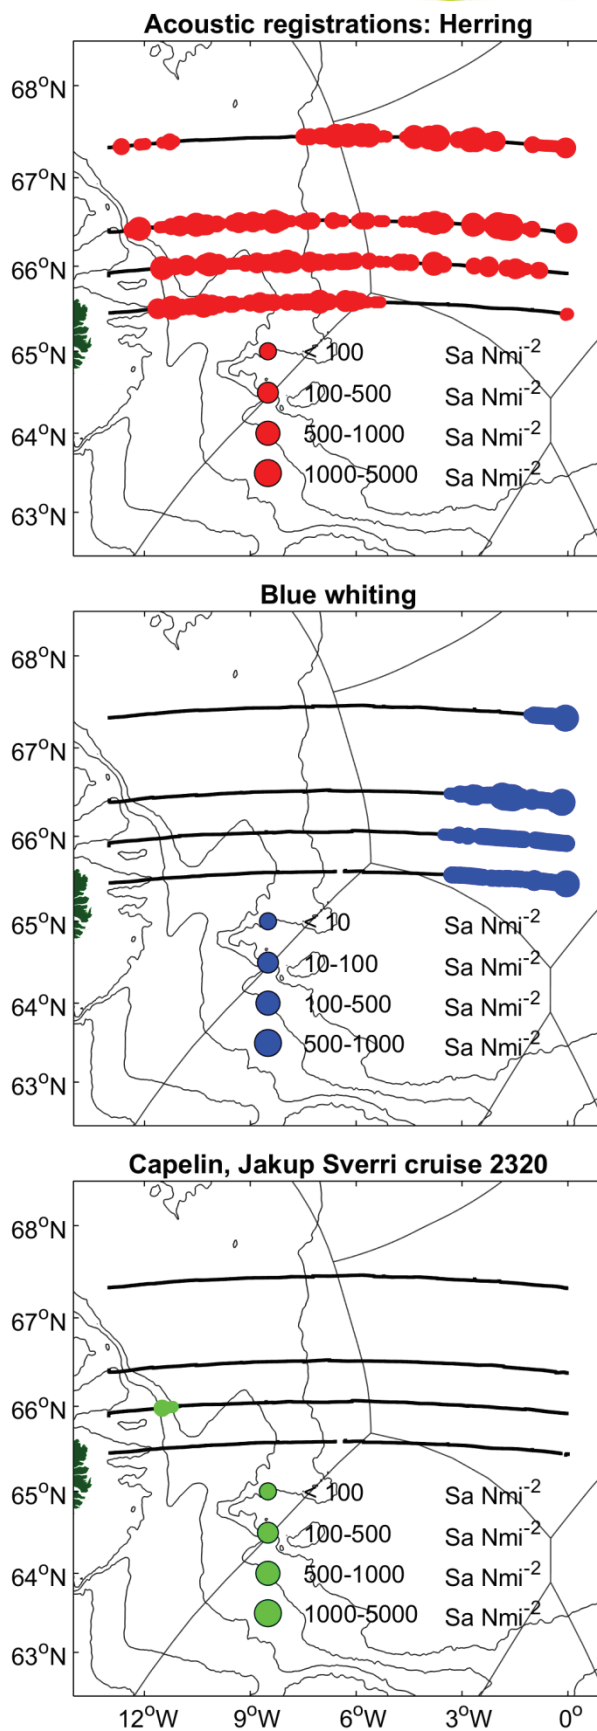 Acoustic registrations: Herring
68°N
67°N
66°N
65°N
64°N
63°N
< 100 Sa Nmi⁻²
100-500 Sa Nmi⁻²
500-1000 Sa Nmi⁻²
1000-5000 Sa Nmi⁻²
Blue whiting
68°N
67°N
66°N
65°N
64°N
63°N
< 10 Sa Nmi⁻²
10-100 Sa Nmi⁻²
100-500 Sa Nmi⁻²
500-1000 Sa Nmi⁻²
Capelin, Jakup Sverri cruise 2320
68°N
67°N
66°N
65°N
64°N
63°N
< 100 Sa Nmi⁻²
100-500 Sa Nmi⁻²
500-1000 Sa Nmi⁻²
1000-5000 Sa Nmi⁻²
12°W 9°W 6°W 3°W 0°